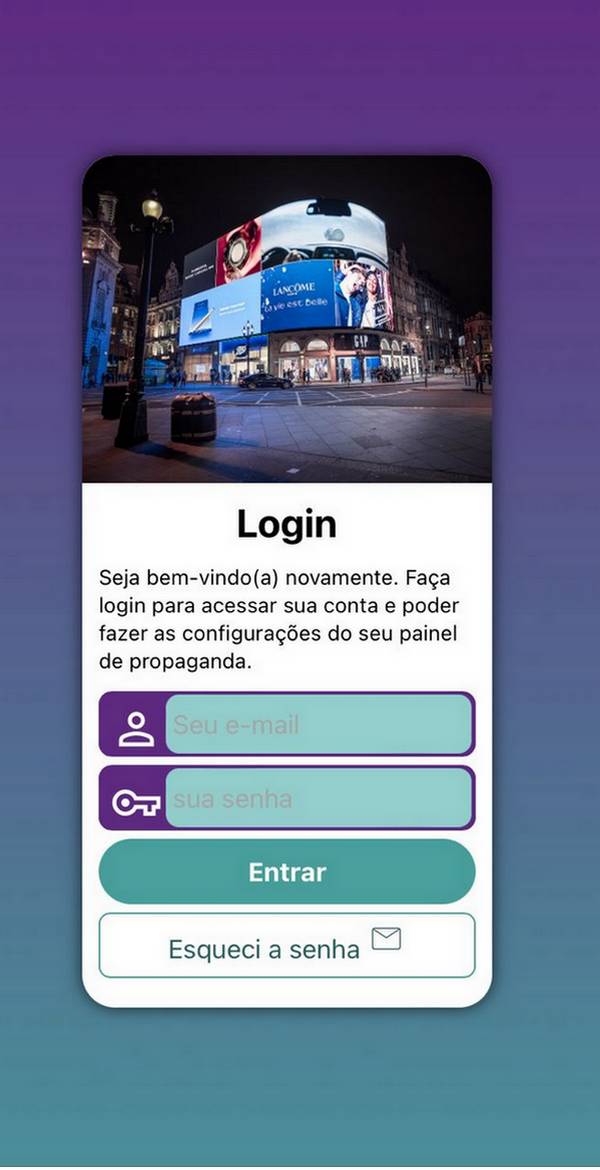 LANCÔME
La vie est Belle
GAP
Login
Seja bem-vindo(a) novamente. Faça
login para acessar sua conta e poder
fazer as configurações do seu painel
de propaganda.
Seu e-mail
sua senha
Entrar
Esqueci a senha